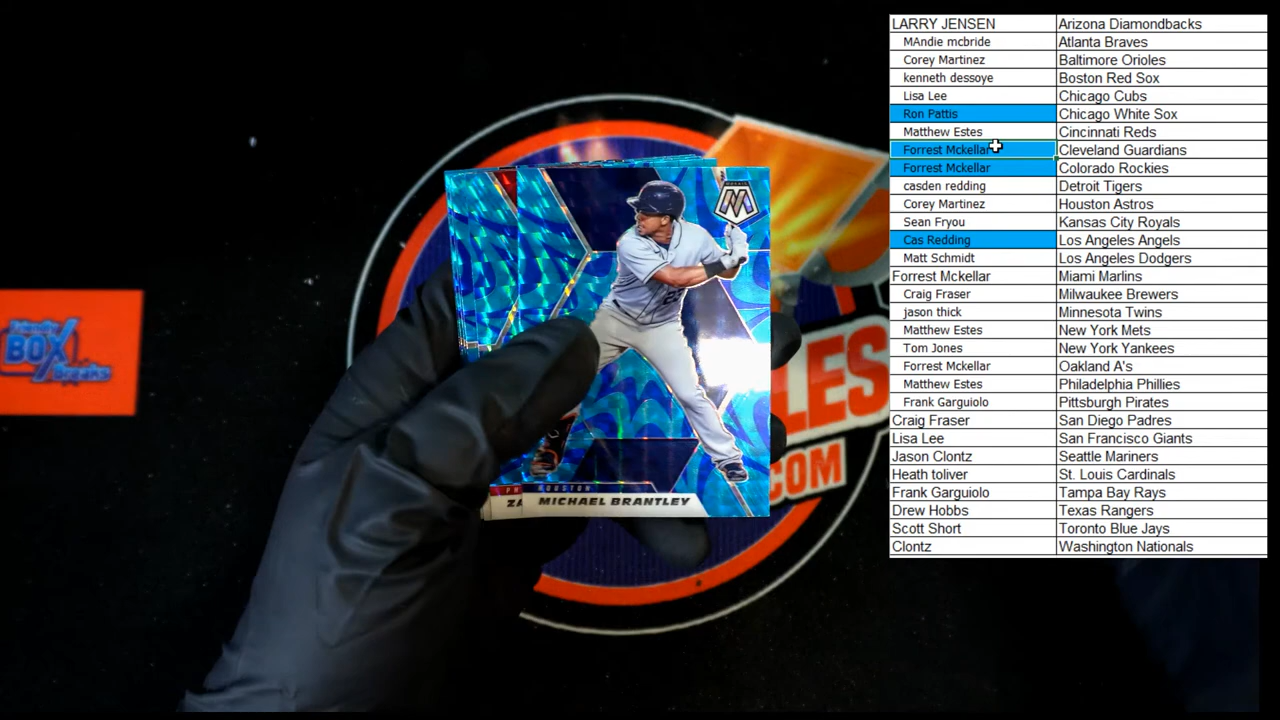 LARRY JENSEN Arizona Diamondbacks
MAndie mcbride Atlanta Braves
Corey Martinez Baltimore Orioles
kenneth dessoye Boston Red Sox
Lisa Lee Chicago Cubs
Ron Pattis Chicago White Sox
Matthew Estes Cincinnati Reds
Forrest Mckellar Cleveland Guardians
Forrest Mckellar Colorado Rockies
casden redding Detroit Tigers
Corey Martinez Houston Astros
Sean Fryou Kansas City Royals
Cas Redding Los Angeles Angels
Matt Schmidt Los Angeles Dodgers
Forrest Mckellar Miami Marlins
Craig Fraser Milwaukee Brewers
jason thick Minnesota Twins
Matthew Estes New York Mets
Tom Jones New York Yankees
Forrest Mckellar Oakland A's
Matthew Estes Philadelphia Phillies
Frank Garguiolo Pittsburgh Pirates
Craig Fraser San Diego Padres
Lisa Lee San Francisco Giants
Jason Clontz Seattle Mariners
Heath toliver St. Louis Cardinals
Frank Garguiolo Tampa Bay Rays
Drew Hobbs Texas Rangers
Scott Short Toronto Blue Jays
Clontz Washington Nationals
MOSAIC
M
HOUSTON
MICHAEL BRANTLEY
PH
ZA
LES
COM
Friendly
BOX
Breaks